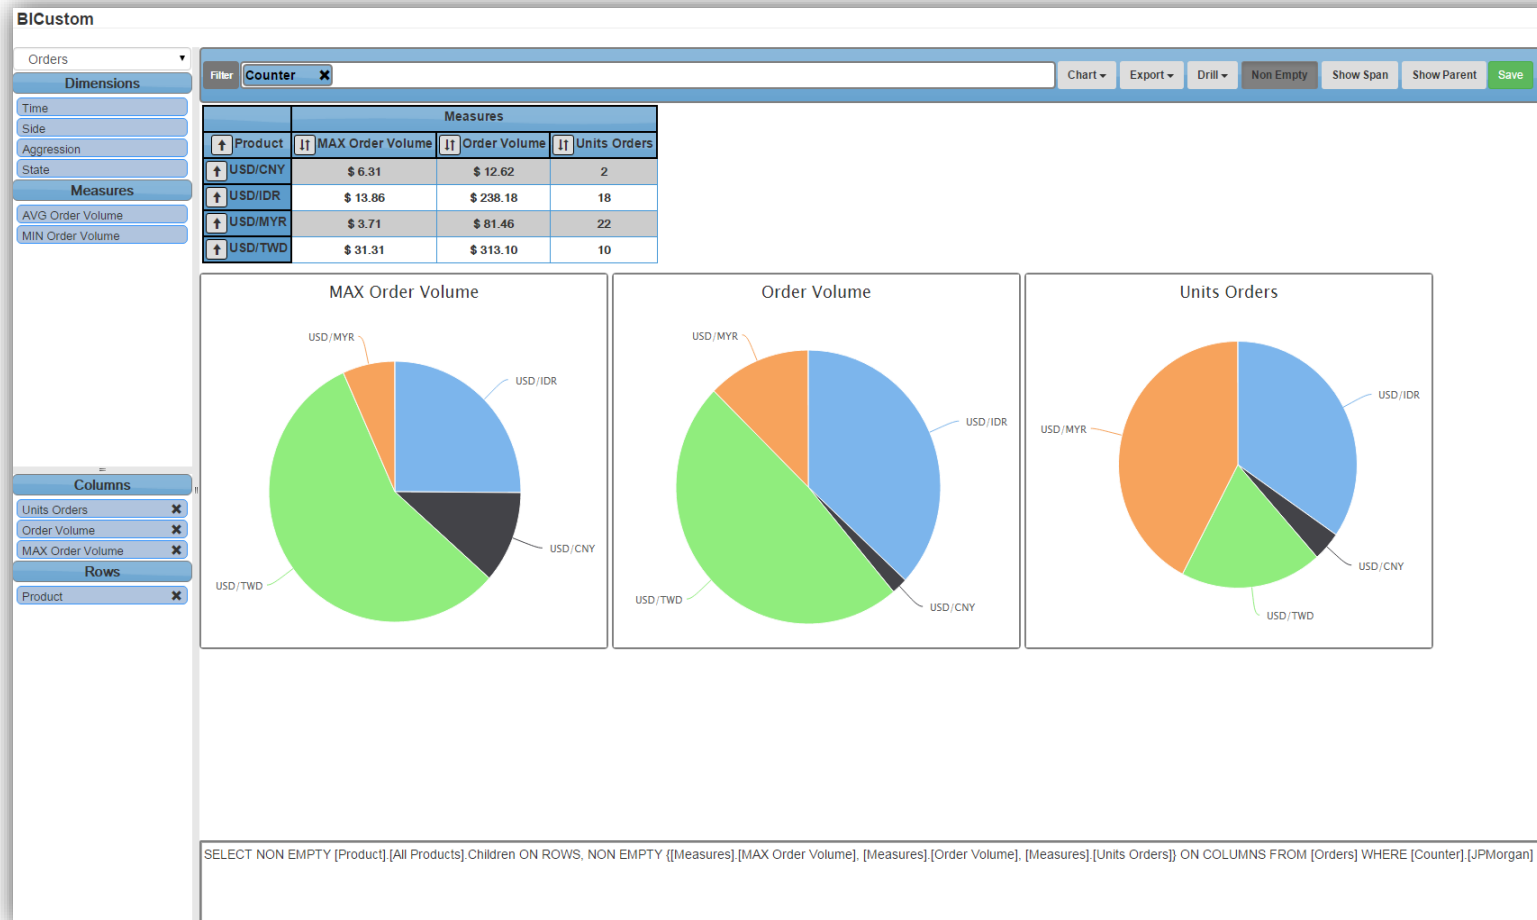 BICustom
Orders
Dimensions
Time
Side
Aggression
State
Measures
AVG Order Volume
MIN Order Volume
Columns
Units Orders
Order Volume
MAX Order Volume
Rows
Product
Filter Counter Chart Export Drill Non Empty Show Span Show Parent Save
Measures
Product MAX Order Volume Order Volume Units Orders
USD/CNY $ 6.31 $ 12.62 2
USD/IDR $ 13.86 $ 238.18 18
USD/MYR $ 3.71 $ 81.46 22
USD/TWD $ 31.31 $ 313.10 10
MAX Order Volume
USD/MYR
USD/IDR
USD/CNY
USD/TWD
Order Volume
USD/MYR
USD/IDR
USD/TWD
USD/CNY
Units Orders
USD/IDR
USD/MYR
USD/CNY
USD/TWD
SELECT NON EMPTY [Product].[All Products].Children ON ROWS, NON EMPTY {[Measures].[MAX Order Volume], [Measures].[Order Volume], [Measures].[Units Orders]} ON COLUMNS FROM [Orders] WHERE [Counter].[JPMorgan]